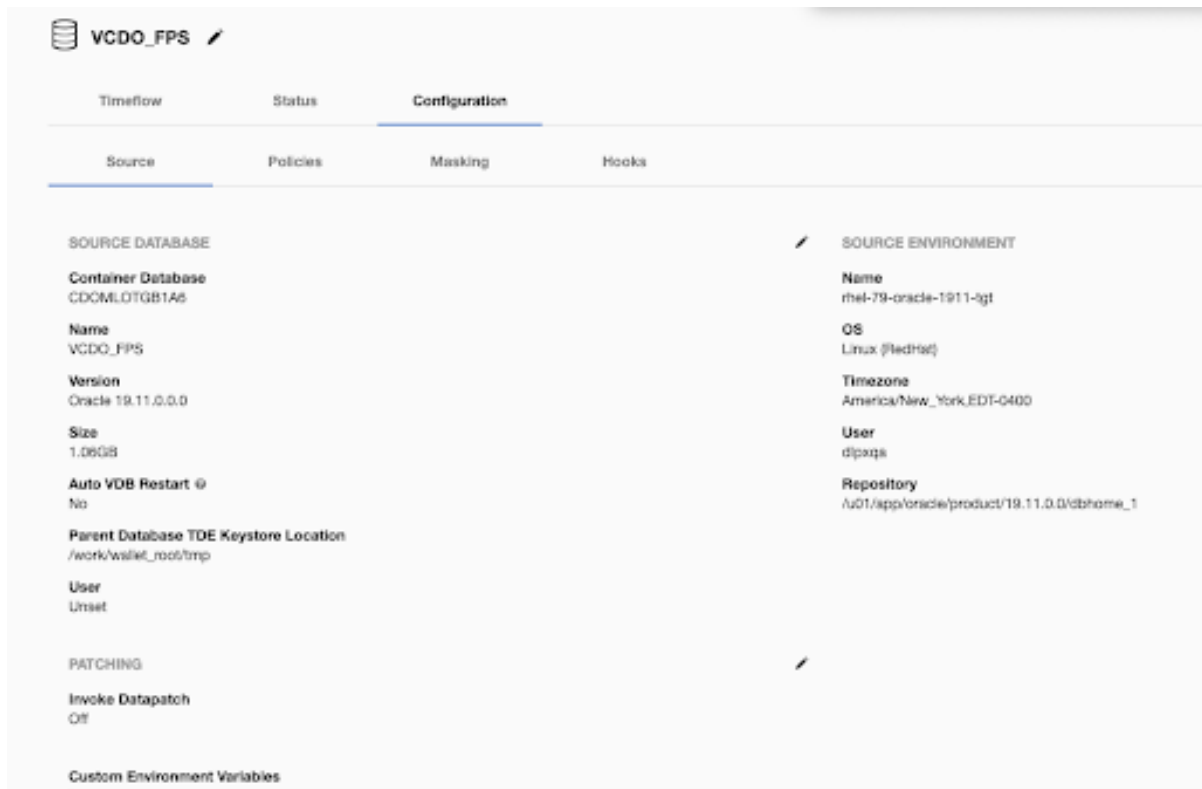 VCDO_FPS
Timeflow Status Configuration
Source Policies Masking Hooks
SOURCE DATABASE
Container Database
CDOMLOTGB1A6
Name
VCDO_FPS
Version
Oracle 19.11.0.0.0
Size
1.06GB
Auto VDB Restart
No
Parent Database TDE Keystore Location
/work/wallet_root/tmp
User
Unset
PATCHING
Invoke Datapatch
Off
Custom Environment Variables
SOURCE ENVIRONMENT
Name
rhel-79-oracle-1911-tgt
OS
Linux (RedHat)
Timezone
America/New_York,EDT-0400
User
dlpxqa
Repository
/u01/app/oracle/product/19.11.0.0/dbhome_1